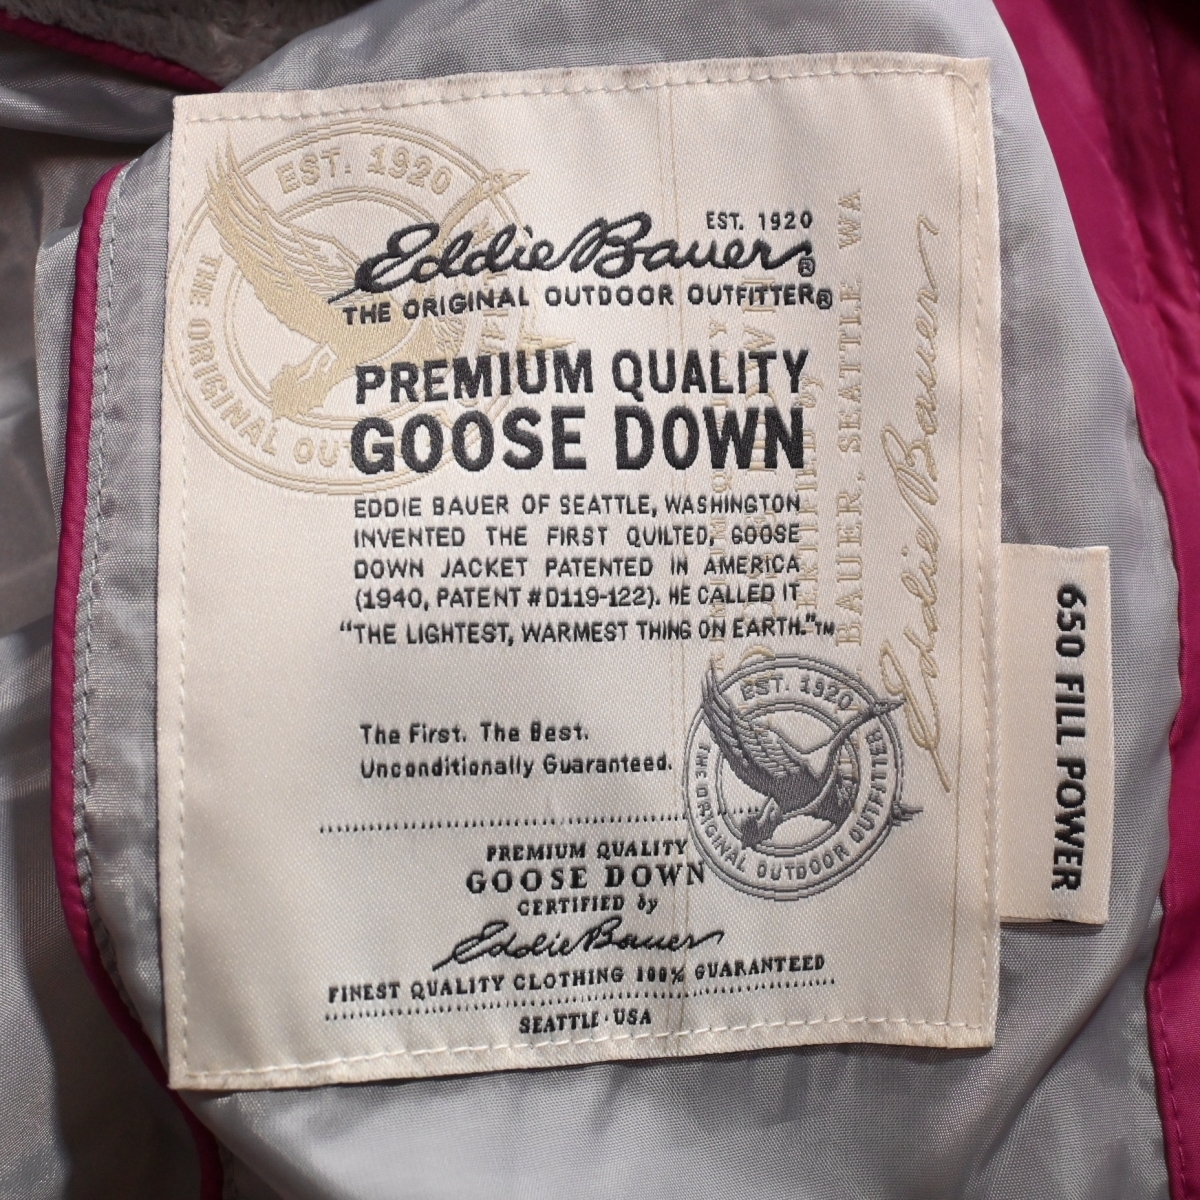 EST. 1920
THE ORIGINAL OUT
EST. 1920
Eddie Bauer®
THE ORIGINAL OUTDOOR OUTFITTER®
PREMIUM QUALITY
GOOSE DOWN
EDDIE BAUER OF SEATTLE, WASHINGTON
INVENTED THE FIRST QUILTED, GOOSE
DOWN JACKET PATENTED IN AMERICA
(1940, PATENT #D119-122). HE CALLED IT
“THE LIGHTEST, WARMEST THING ON EARTH.”™
The First. The Best.
Unconditionally Guaranteed.
EST. 1920
THE ORIGINAL OUTDOOR OUTFITTER
PREMIUM QUALITY
GOOSE DOWN
CERTIFIED by
Eddie Bauer
FINEST QUALITY CLOTHING 100% GUARANTEED
SEATTLE · USA
BAUER, SEATTLE WA
Eddie Bauer
650 FILL POWER